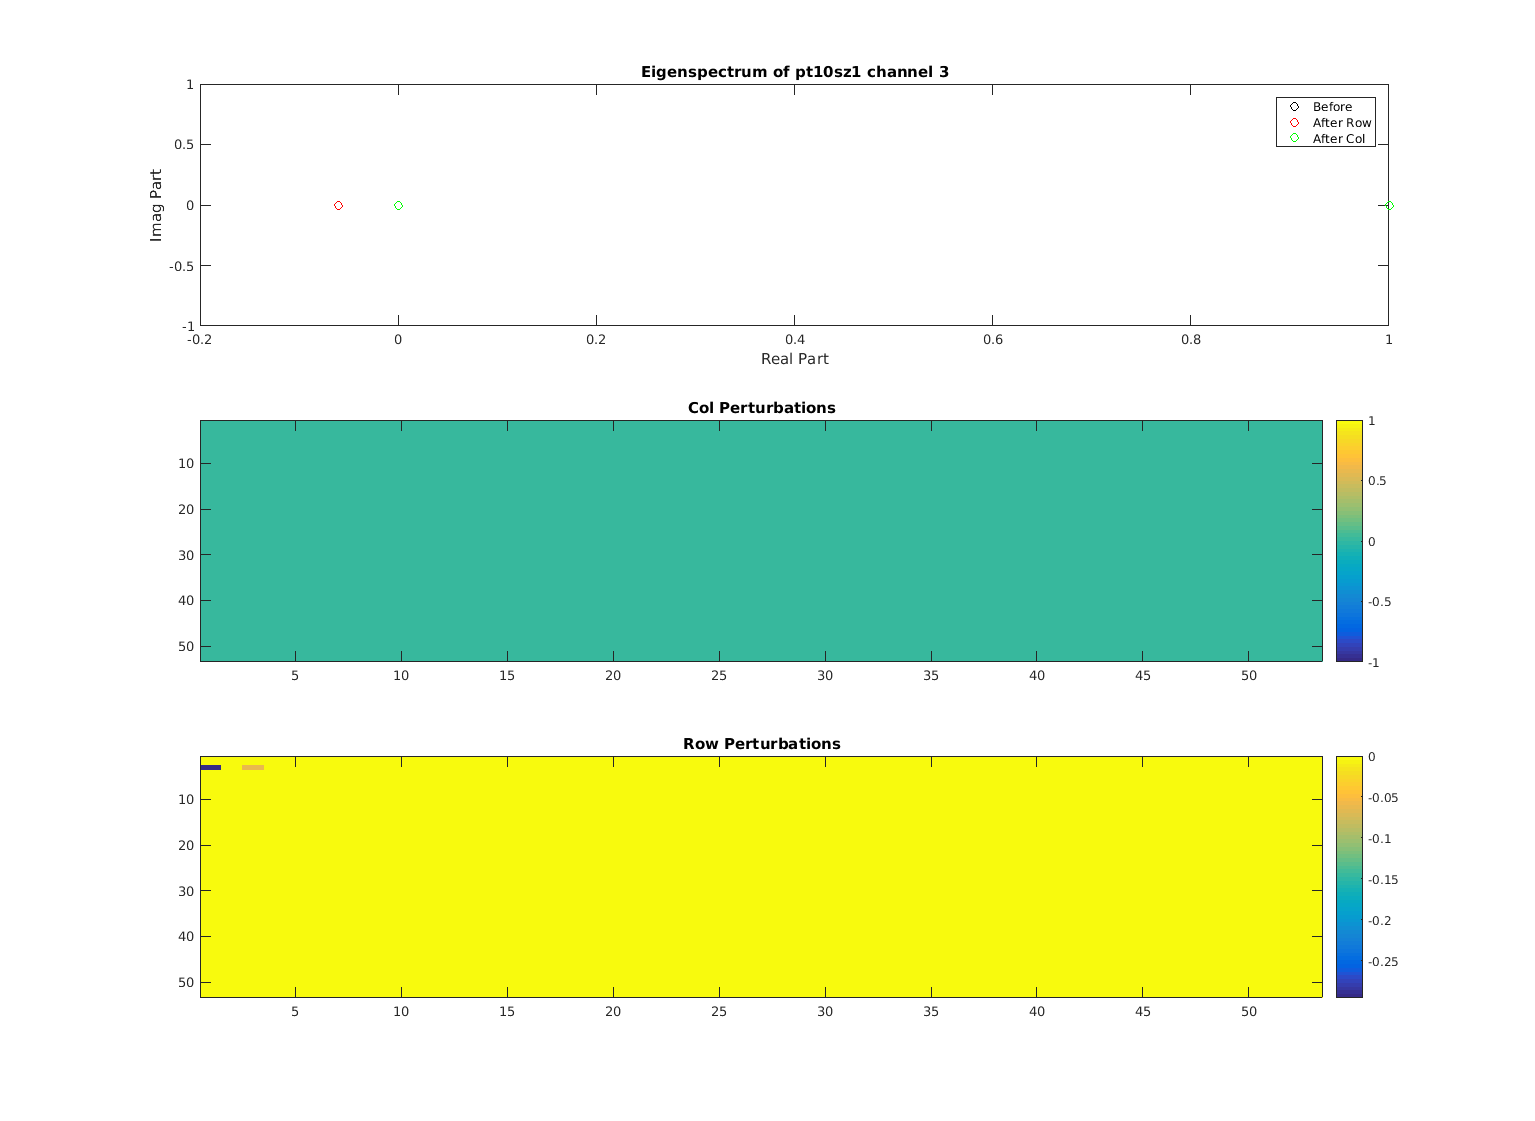 Eigenspectrum of pt10sz1 channel 3
1
0.5
0
-0.5
-1
Imag Part
Before
After Row
After Col
-0.2 0 0.2 0.4 0.6 0.8 1
Real Part
Col Perturbations
10
20
30
40
50
5 10 15 20 25 30 35 40 45 50
1
0.5
0
-0.5
-1
Row Perturbations
10
20
30
40
50
5 10 15 20 25 30 35 40 45 50
0
-0.05
-0.1
-0.15
-0.2
-0.25